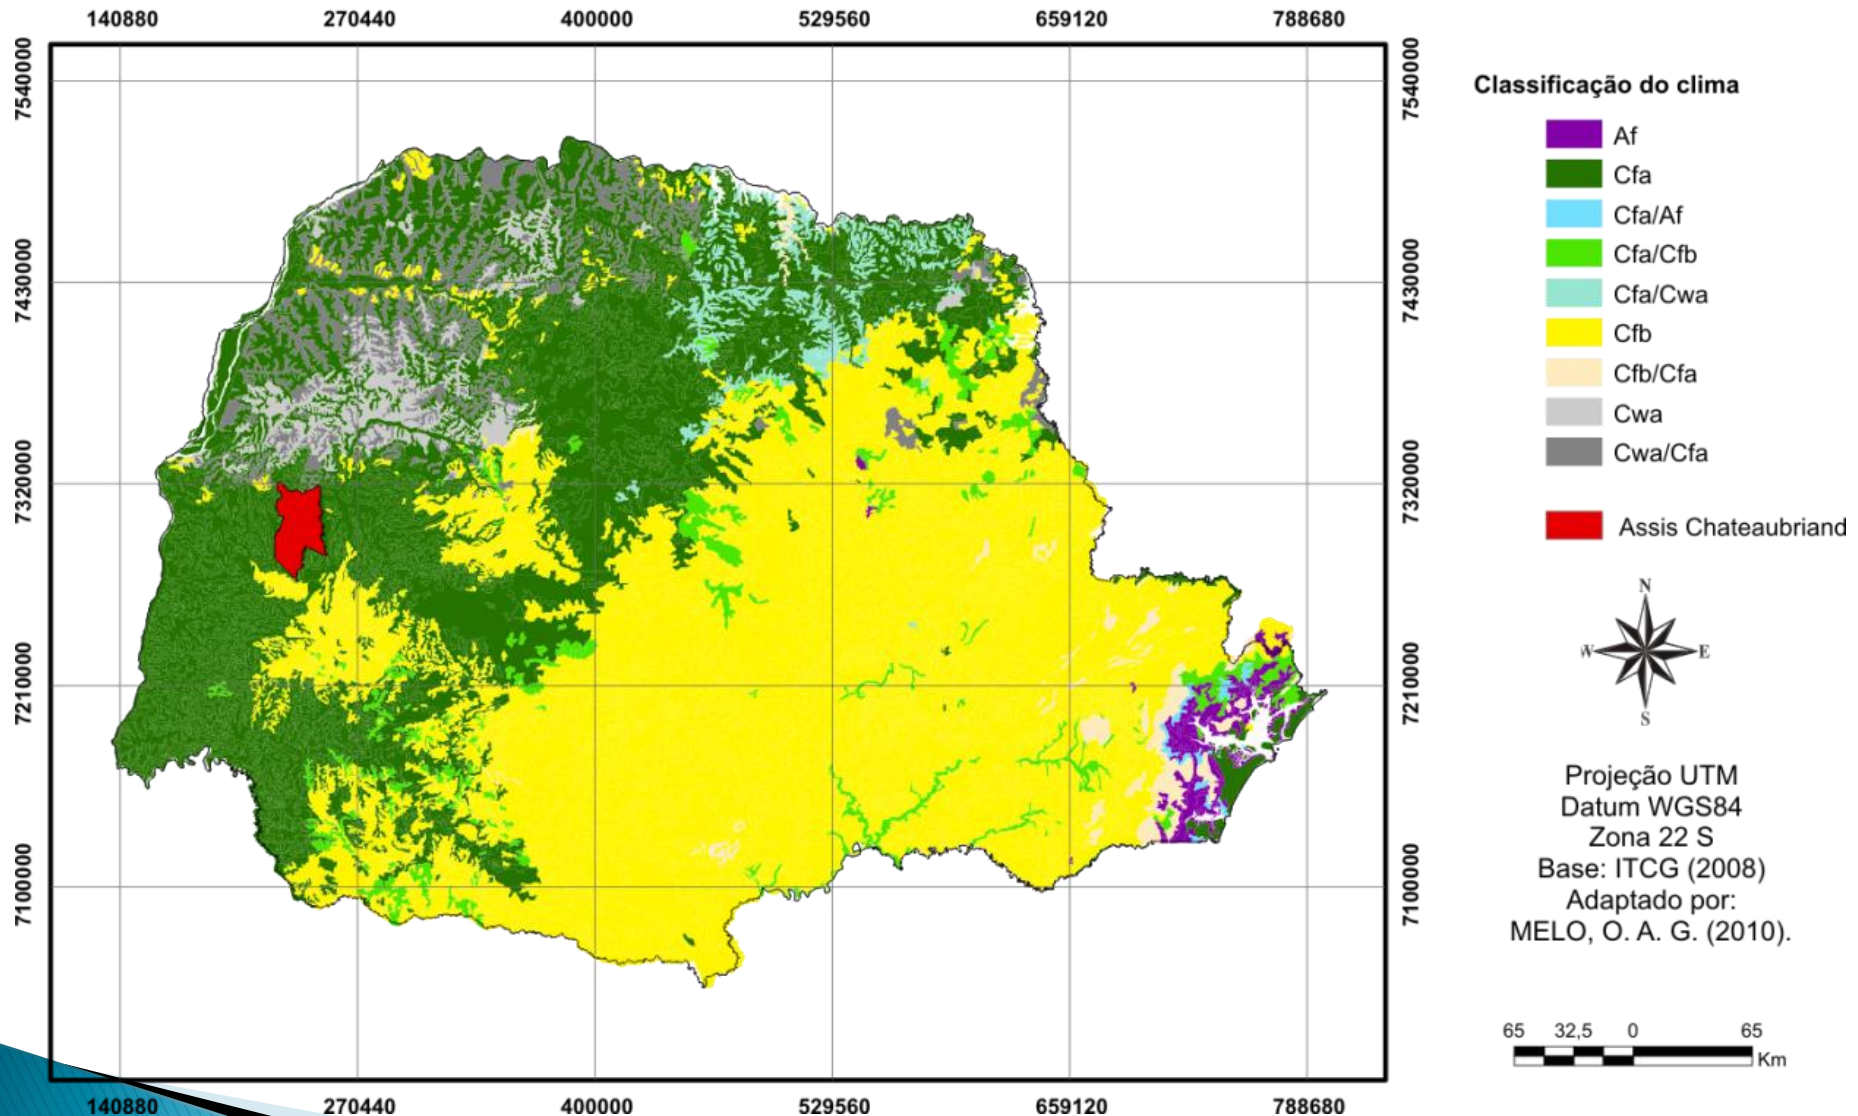 140880 270440 400000 529560 659120 788680
7540000 7540000
7430000 7430000
7320000 7320000
7210000 7210000
7100000 7100000
140880 270440 400000 529560 659120 788680
Classificação do clima
Af
Cfa
Cfa/Af
Cfa/Cfb
Cfa/Cwa
Cfb
Cfb/Cfa
Cwa
Cwa/Cfa
Assis Chateaubriand
N
W E
S
Projeção UTM
Datum WGS84
Zona 22 S
Base: ITCG (2008)
Adaptado por:
MELO, O. A. G. (2010).
65 32,5 0 65
Km